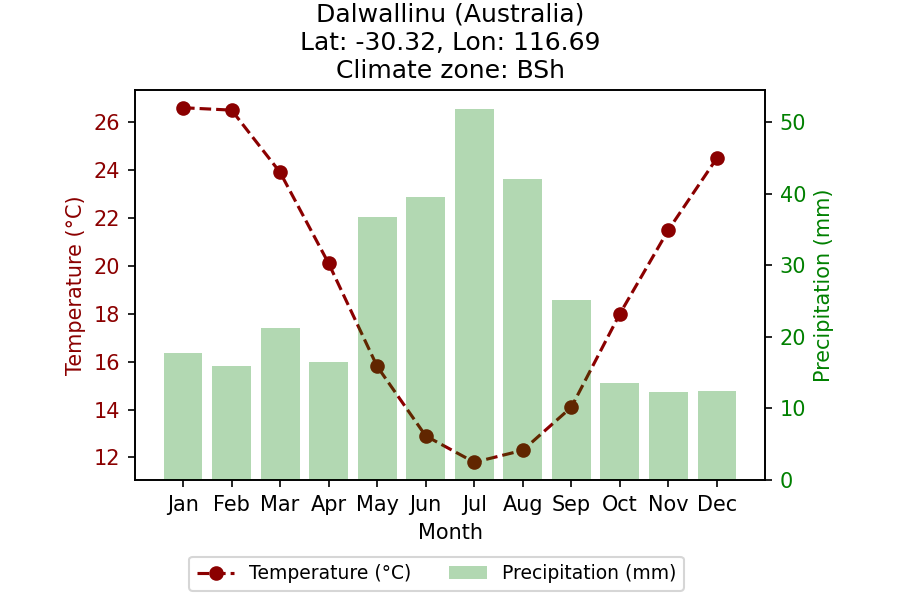 Dalwallinu (Australia)
Lat: -30.32, Lon: 116.69
Climate zone: BSh
Temperature (°C)
26
24
22
20
18
16
14
12
50
40
30
20
10
0
Precipitation (mm)
Jan Feb Mar Apr May Jun Jul Aug Sep Oct Nov Dec
Month
Temperature (°C) Precipitation (mm)